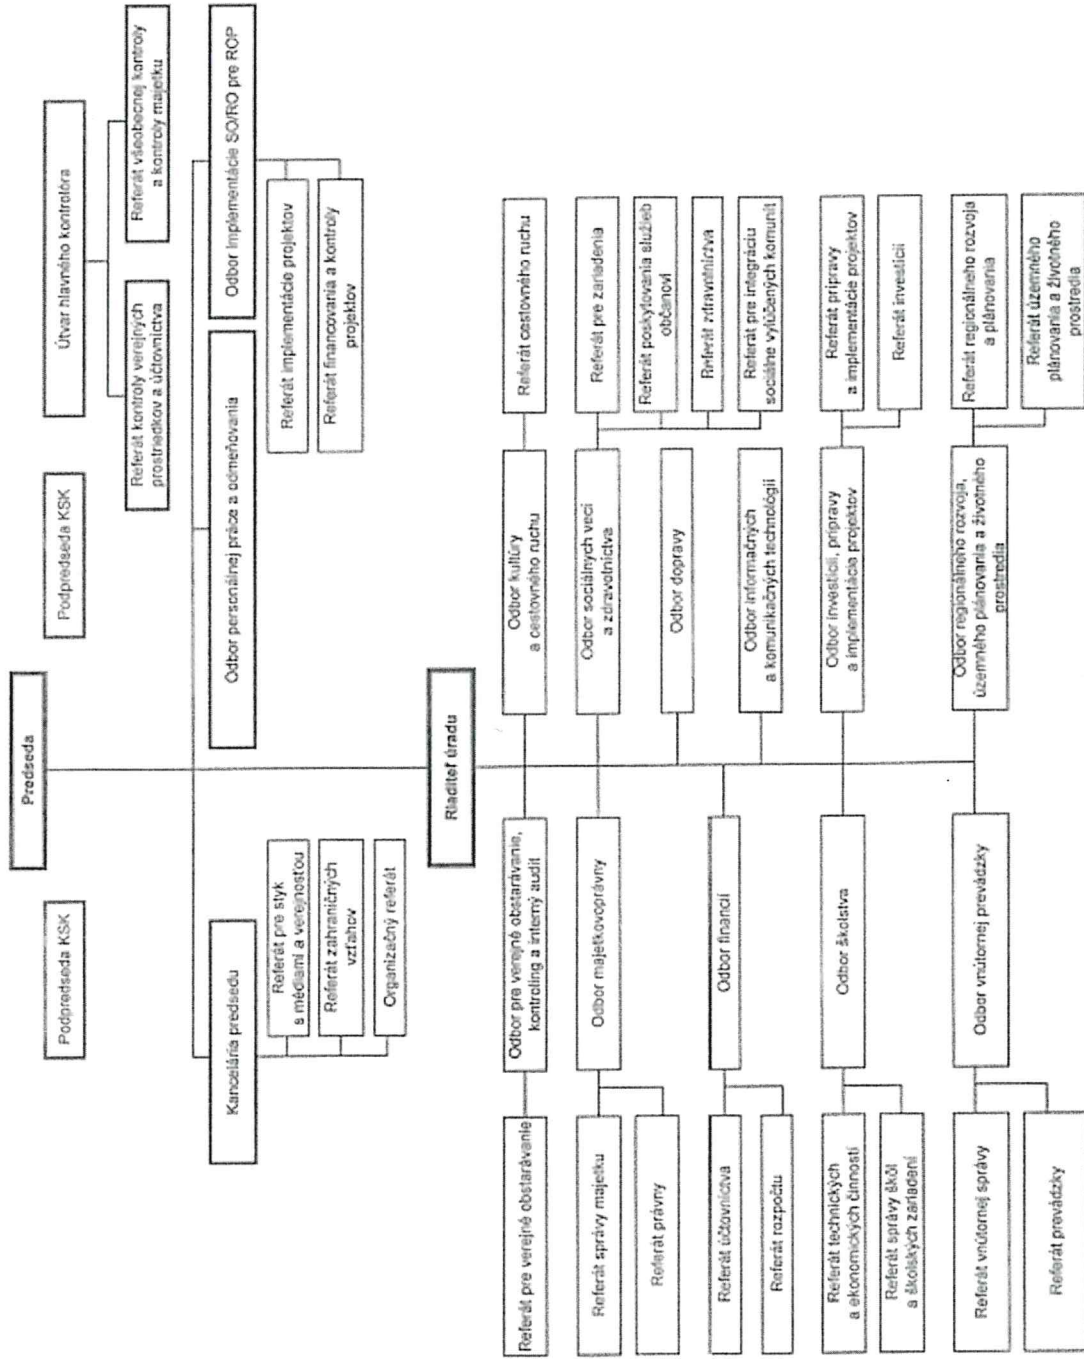 Predseda
Podpredseda KSK
Podpredseda KSK
Útvar hlavného kontrolóra
Referát kontroly verejných
prostriedkov a účtovníctva
Referát všeobecnej kontroly
a kontroly majetku
Kancelária predsedu
Referát pre styk
s médiami a verejnosťou
Referát zahraničných
vzťahov
Organizačný referát
Odbor personálnej práce a odmeňovania
Odbor implementácie SO/RO pre ROP
Referát implementácie projektov
Referát financovania a kontroly
projektov
Riaditeľ úradu
Referát pre verejné obstarávanie
Odbor pre verejné obstarávanie,
kontroling a interný audit
Odbor kultúry
a cestovného ruchu
Referát cestovného ruchu
Referát správy majetku
Referát právny
Odbor majetkovoprávny
Odbor sociálnych vecí
a zdravotníctva
Referát pre zariadenia
Referát poskytovania služieb
občanovi
Referát zdravotníctva
Referát pre integráciu
sociálne vylúčených komunít
Referát účtovníctva
Referát rozpočtu
Odbor financií
Odbor dopravy
Odbor informačných
a komunikačných technológií
Referát technických
a ekonomických činností
Referát správy škôl
a školských zariadení
Odbor školstva
Odbor investícií, prípravy
a implementácia projektov
Referát prípravy
a implementácie projektov
Referát investícií
Referát vnútornej správy
Referát prevádzky
Odbor vnútornej prevádzky
Odbor regionálneho rozvoja,
územného plánovania a životného
prostredia
Referát regionálneho rozvoja
a plánovania
Referát územného
plánovania a životného
prostredia